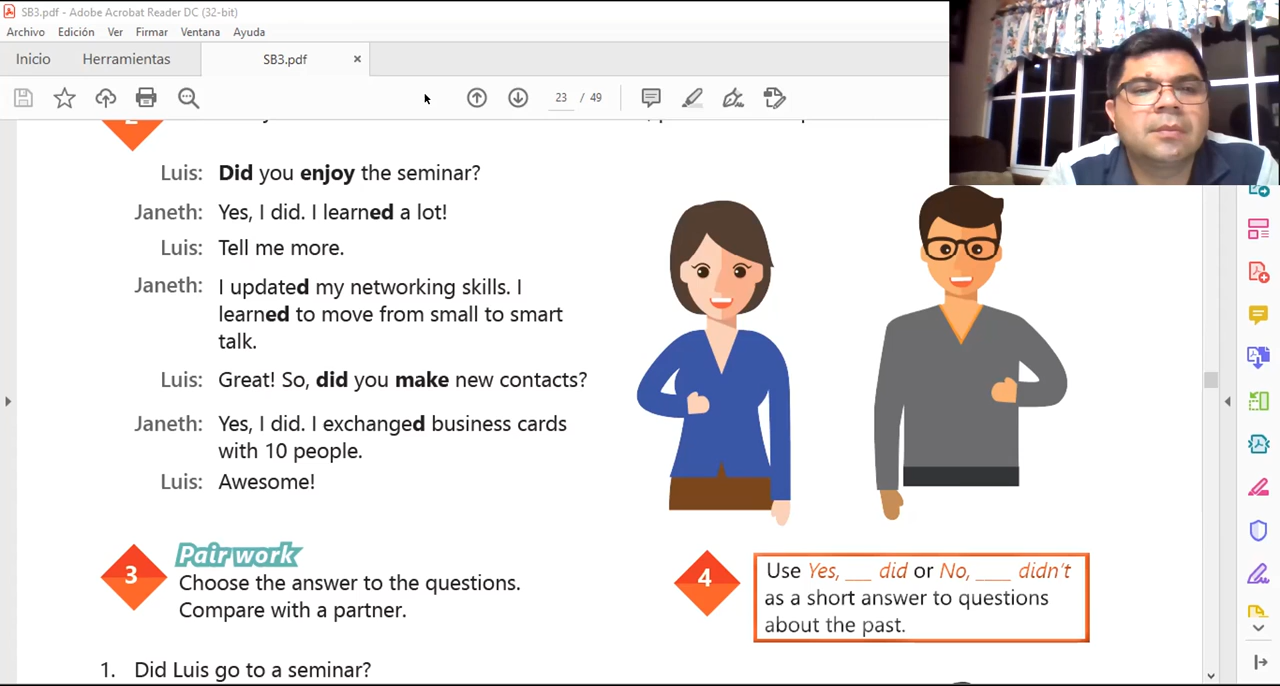 SB3.pdf - Adobe Acrobat Reader DC (32-bit)
Archivo Edición Ver Firmar Ventana Ayuda
Inicio Herramientas SB3.pdf ×
23 / 49
Luis: Did you enjoy the seminar?
Janeth: Yes, I did. I learned a lot!
Luis: Tell me more.
Janeth: I updated my networking skills. I
learned to move from small to smart
talk.
Luis: Great! So, did you make new contacts?
Janeth: Yes, I did. I exchanged business cards
with 10 people.
Luis: Awesome!
3 Pair work
Choose the answer to the questions.
Compare with a partner.
4 Use Yes, ___ did or No, ____ didn't
as a short answer to questions
about the past.
1. Did Luis go to a seminar?